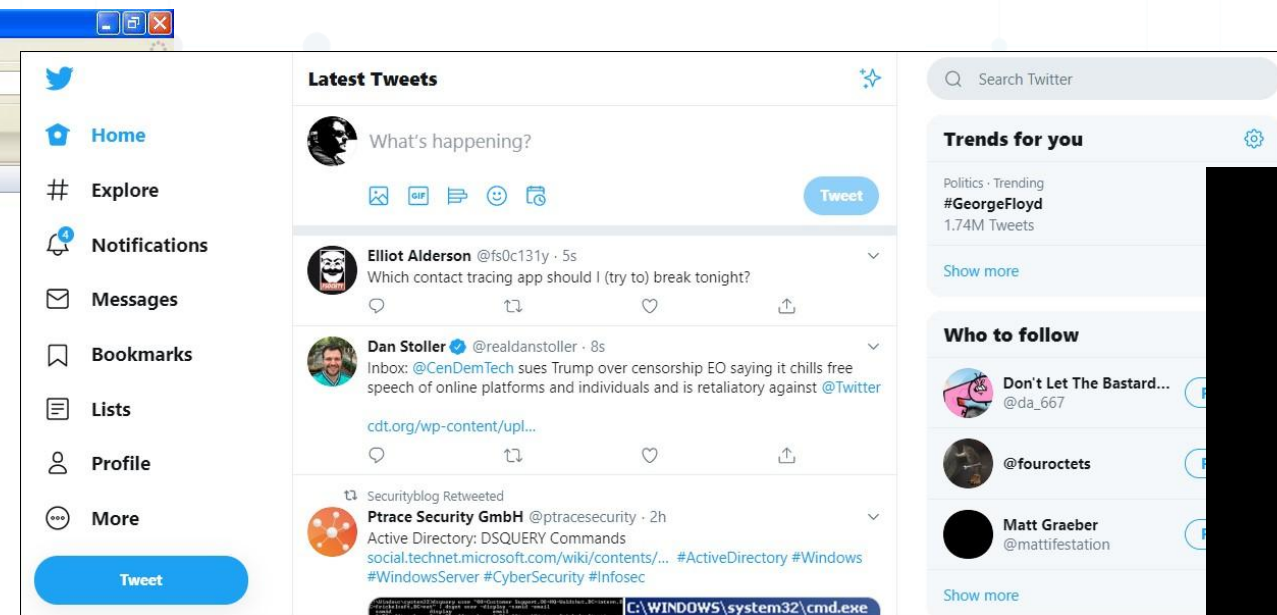 Home
Explore
4
Notifications
Messages
Bookmarks
Lists
Profile
More
Tweet
Latest Tweets
What's happening?
GIF
Tweet
Elliot Alderson @fs0c131y · 5s
Which contact tracing app should I (try to) break tonight?
Dan Stoller @realdanstoller · 8s
Inbox: @CenDemTech sues Trump over censorship EO saying it chills free
speech of online platforms and individuals and is retaliatory against @Twitter
cdt.org/wp-content/upl...
Securityblog Retweeted
Ptrace Security GmbH @ptracesecurity · 2h
Active Directory: DSQUERY Commands
social.technet.microsoft.com/wiki/contents/... #ActiveDirectory #Windows
#WindowsServer #CyberSecurity #Infosec
C:\WINDOWS\system32\cmd.exe
Search Twitter
Trends for you
Politics · Trending
#GeorgeFloyd
1.74M Tweets
Show more
Who to follow
Don't Let The Bastard...
@da_667
@fouroctets
Matt Graeber
@mattifestation
Show more